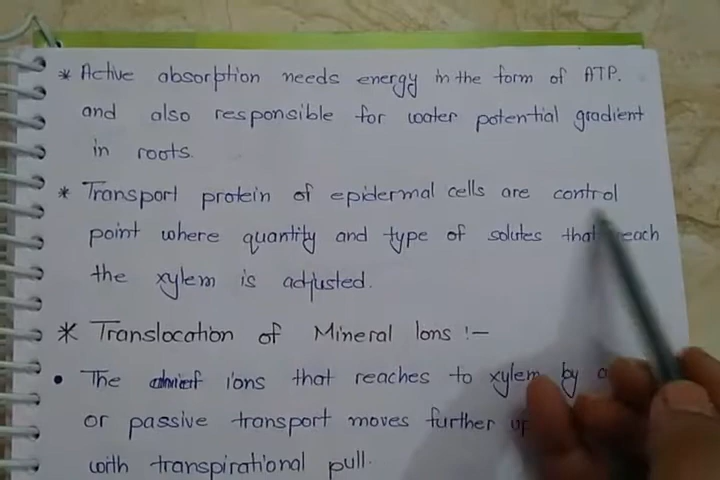 * Active absorption needs energy in the form of ATP.
and also responsible for water potential gradient
in roots.
* Transport protein of epidermal cells are control
point where quantity and type of solutes that reach
the xylem is adjusted.
* Translocation of Mineral Ions :-
• The ions that reaches to xylem by
or passive transport moves further
with transpirational pull.